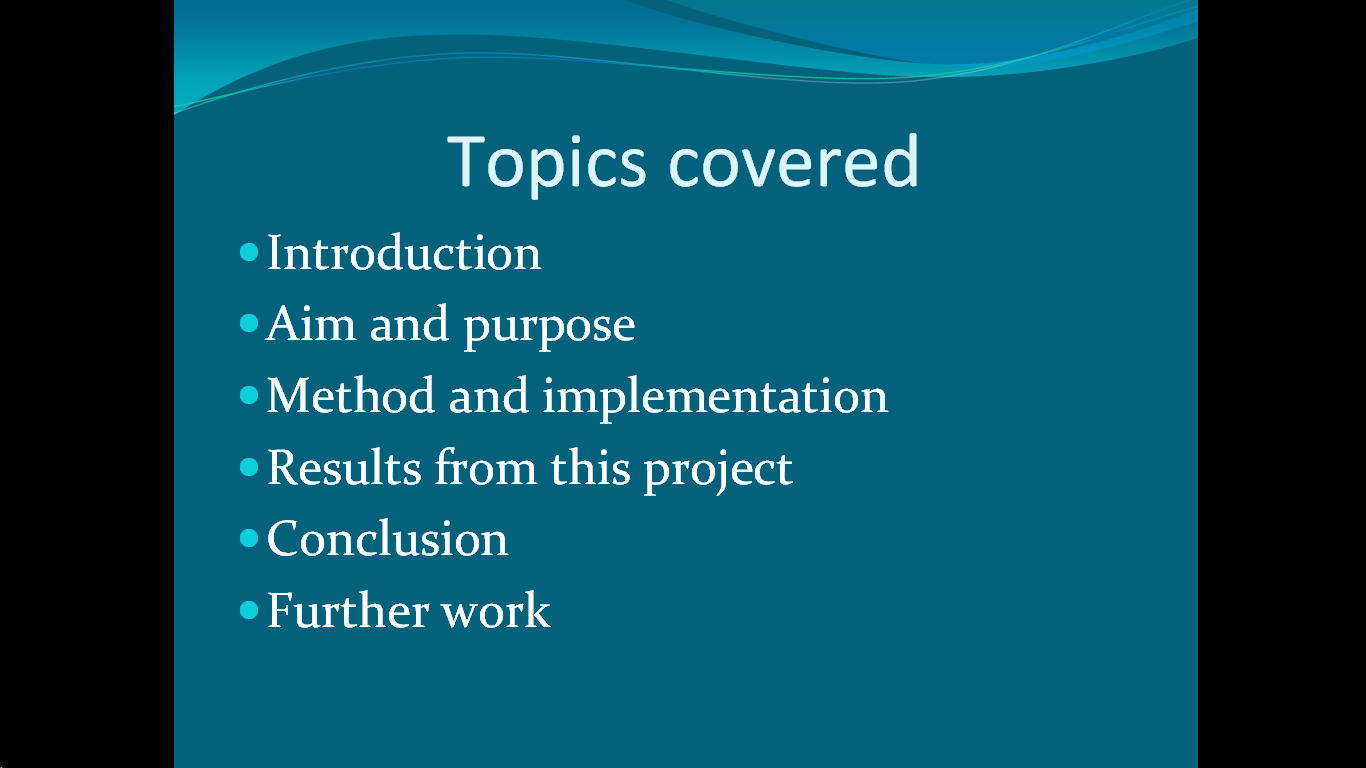 Topics covered
Introduction
Aim and purpose
Method and implementation
Results from this project
Conclusion
Further work